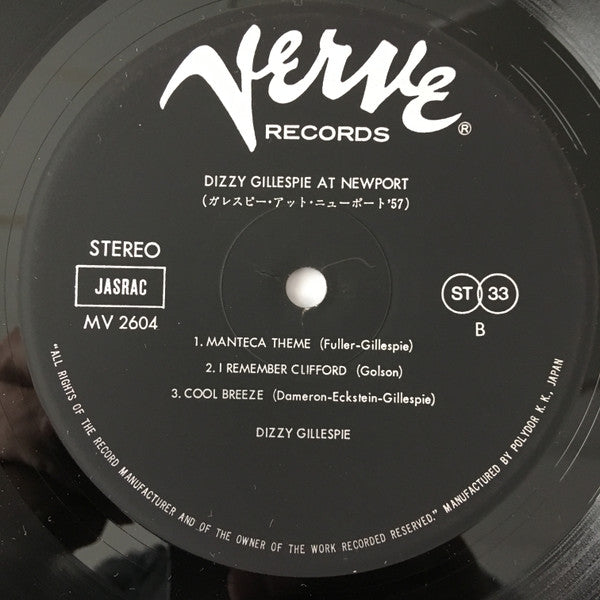 Verve
RECORDS ®
DIZZY GILLESPIE AT NEWPORT
(ガレスピー・アット・ニューポート'57)
STEREO
JASRAC
MV 2604
ST 33
B
1. MANTECA THEME (Fuller-Gillespie)
2. I REMEMBER CLIFFORD (Golson)
3. COOL BREEZE (Dameron-Eckstein-Gillespie)
DIZZY GILLESPIE
"ALL RIGHTS OF THE RECORD MANUFACTURER AND OF THE OWNER OF THE WORK RECORDED RESERVED." MANUFACTURED BY POLYDOR K. K., JAPAN